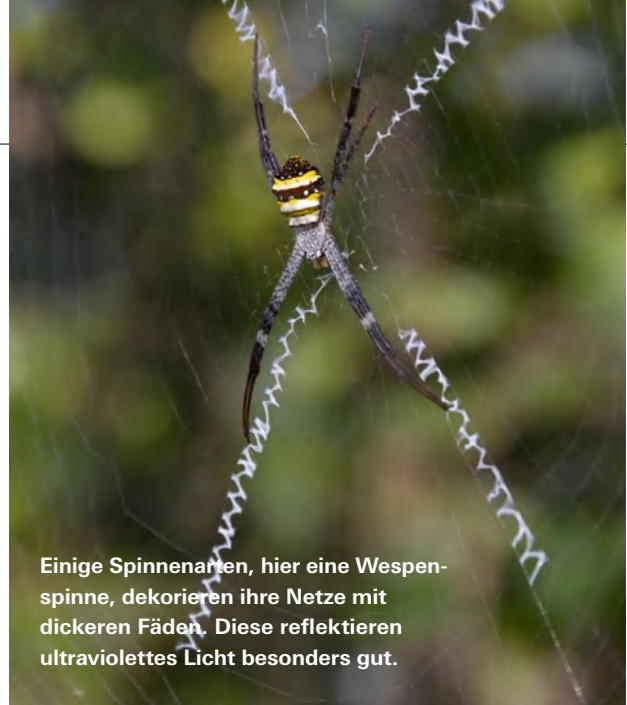 Einige Spinnenarten, hier eine Wespen-
spinne, dekorieren ihre Netze mit
dickeren Fäden. Diese reflektieren
ultraviolettes Licht besonders gut.